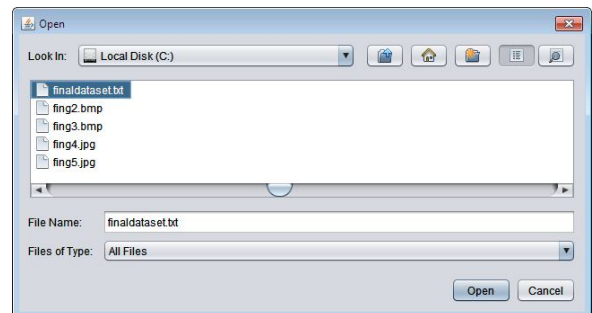 Open
Look In: Local Disk (C:)
finaldataset.txt
fing2.bmp
fing3.bmp
fing4.jpg
fing5.jpg
File Name: finaldataset.txt
Files of Type: All Files
Open Cancel